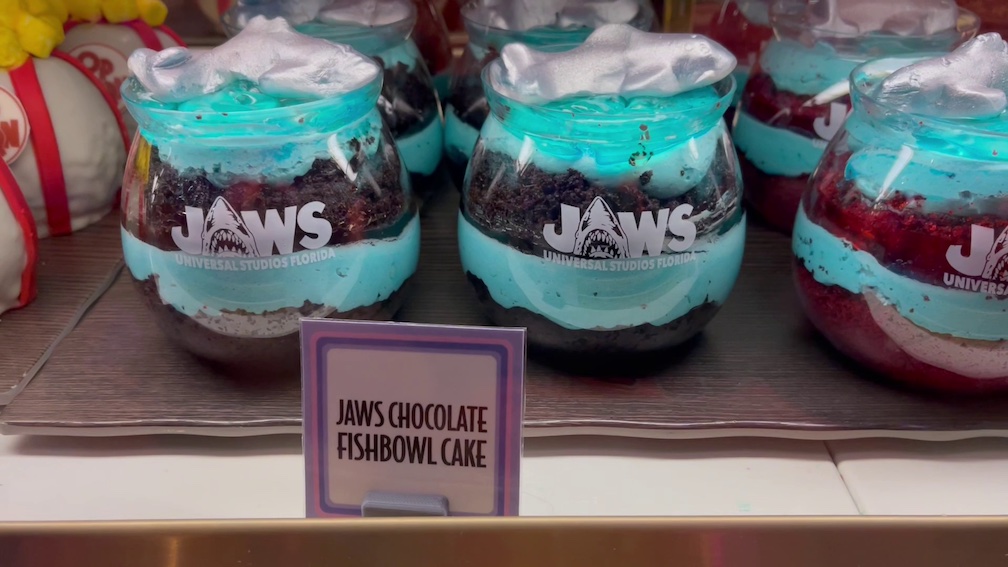 JAWS
UNIVERSAL STUDIOS FLORIDA
JAWS
UNIVERSAL STUDIOS FLORIDA
JAWS CHOCOLATE
FISHBOWL CAKE